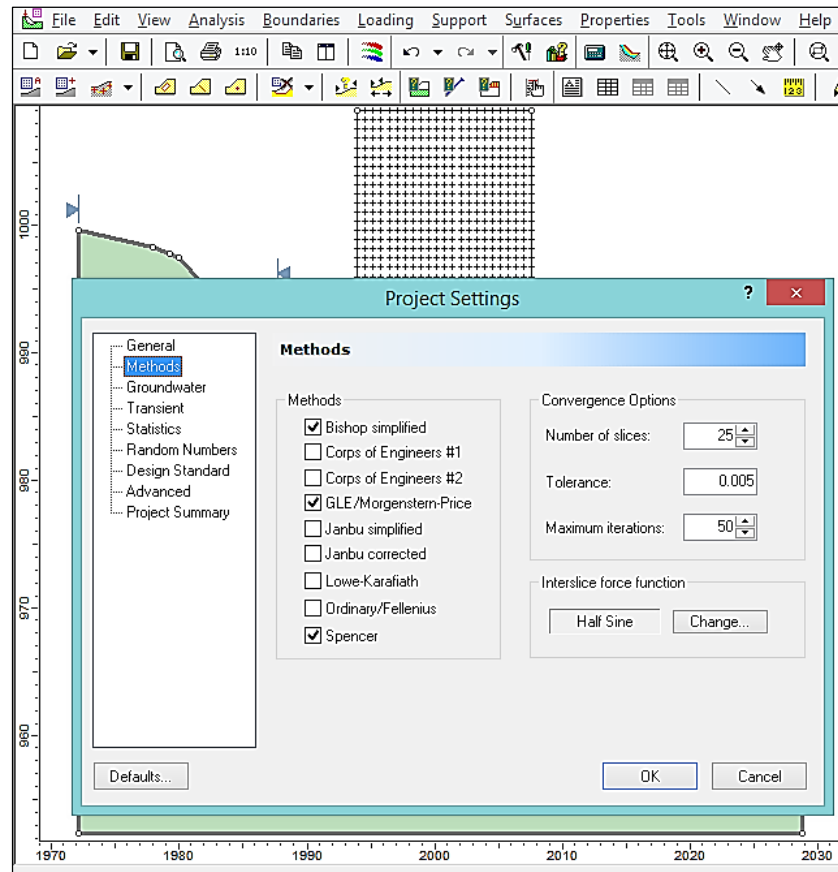 File Edit View Analysis Boundaries Loading Support Surfaces Properties Tools Window Help
1:10
123
Project Settings
?
General
Methods
Groundwater
Transient
Statistics
Random Numbers
Design Standard
Advanced
Project Summary
Defaults...
Methods
Methods
Bishop simplified
Corps of Engineers #1
Corps of Engineers #2
GLE/Morgenstern-Price
Janbu simplified
Janbu corrected
Lowe-Karafiath
Ordinary/Fellenius
Spencer
Convergence Options
Number of slices: 25
Tolerance: 0.005
Maximum iterations: 50
Interslice force function
Half Sine Change...
OK Cancel
1000
990
980
970
960
1970 1980 1990 2000 2010 2020 2030